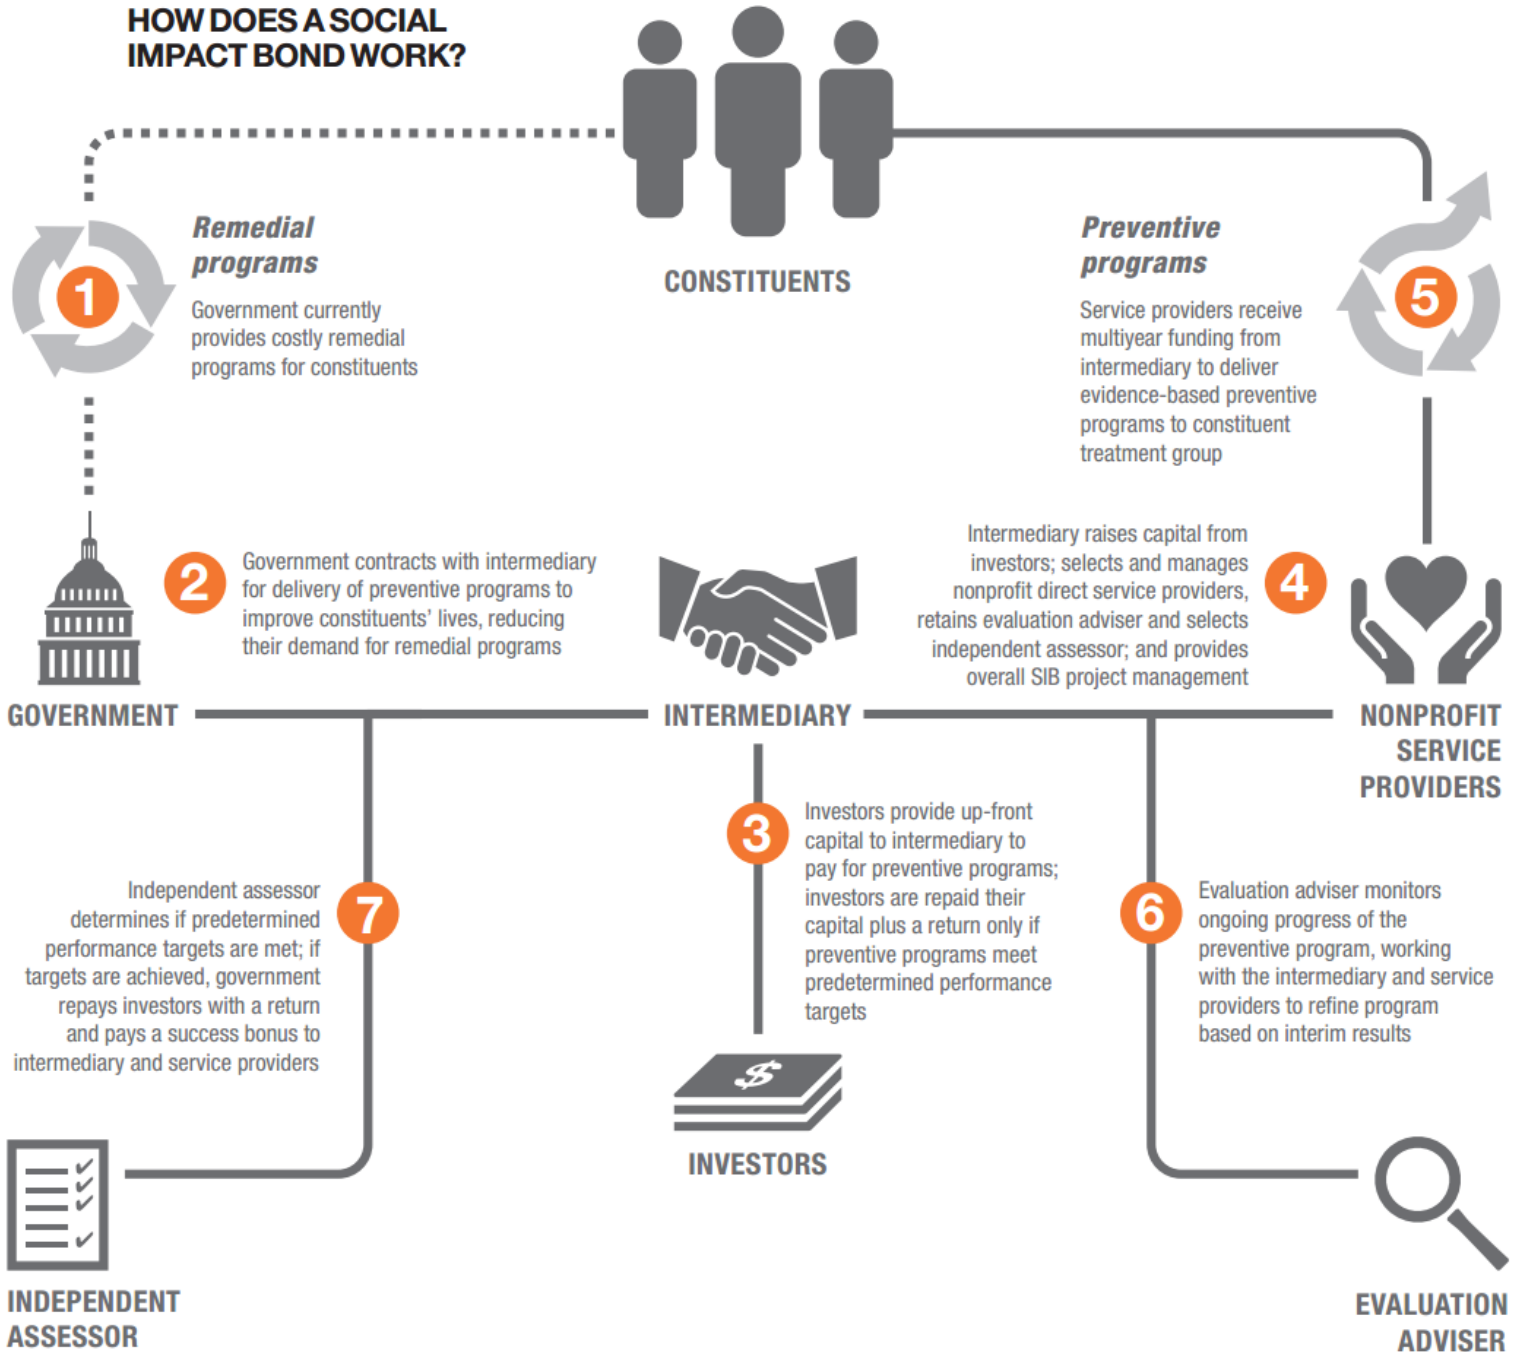 HOW DOES A SOCIAL
IMPACT BOND WORK?
CONSTITUENTS
1
Remedial
programs
Government currently
provides costly remedial
programs for constituents
Preventive
programs
Service providers receive
multiyear funding from
intermediary to deliver
evidence-based preventive
programs to constituent
treatment group
5
2
Government contracts with intermediary
for delivery of preventive programs to
improve constituents' lives, reducing
their demand for remedial programs
Intermediary raises capital from
investors; selects and manages
nonprofit direct service providers,
retains evaluation adviser and selects
independent assessor; and provides
overall SIB project management
4
GOVERNMENT
INTERMEDIARY
NONPROFIT
SERVICE
PROVIDERS
3
Investors provide up-front
capital to intermediary to
pay for preventive programs;
investors are repaid their
capital plus a return only if
preventive programs meet
predetermined performance
targets
Independent assessor
determines if predetermined
performance targets are met; if
targets are achieved, government
repays investors with a return
and pays a success bonus to
intermediary and service providers
7
6
Evaluation adviser monitors
ongoing progress of the
preventive program, working
with the intermediary and service
providers to refine program
based on interim results
$
INVESTORS
INDEPENDENT
ASSESSOR
EVALUATION
ADVISER